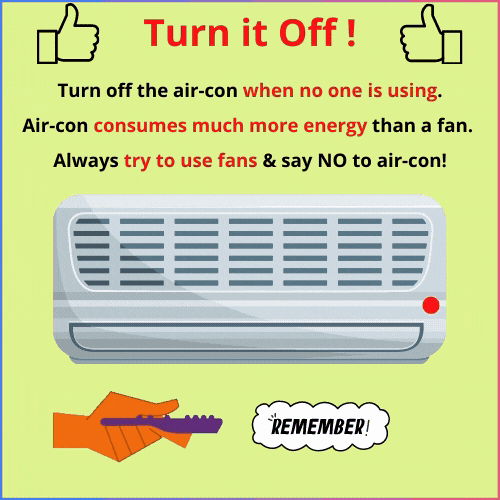 Turn it Off !
Turn off the air-con when no one is using.
Air-con consumes much more energy than a fan.
Always try to use fans & say NO to air-con!
REMEMBER!